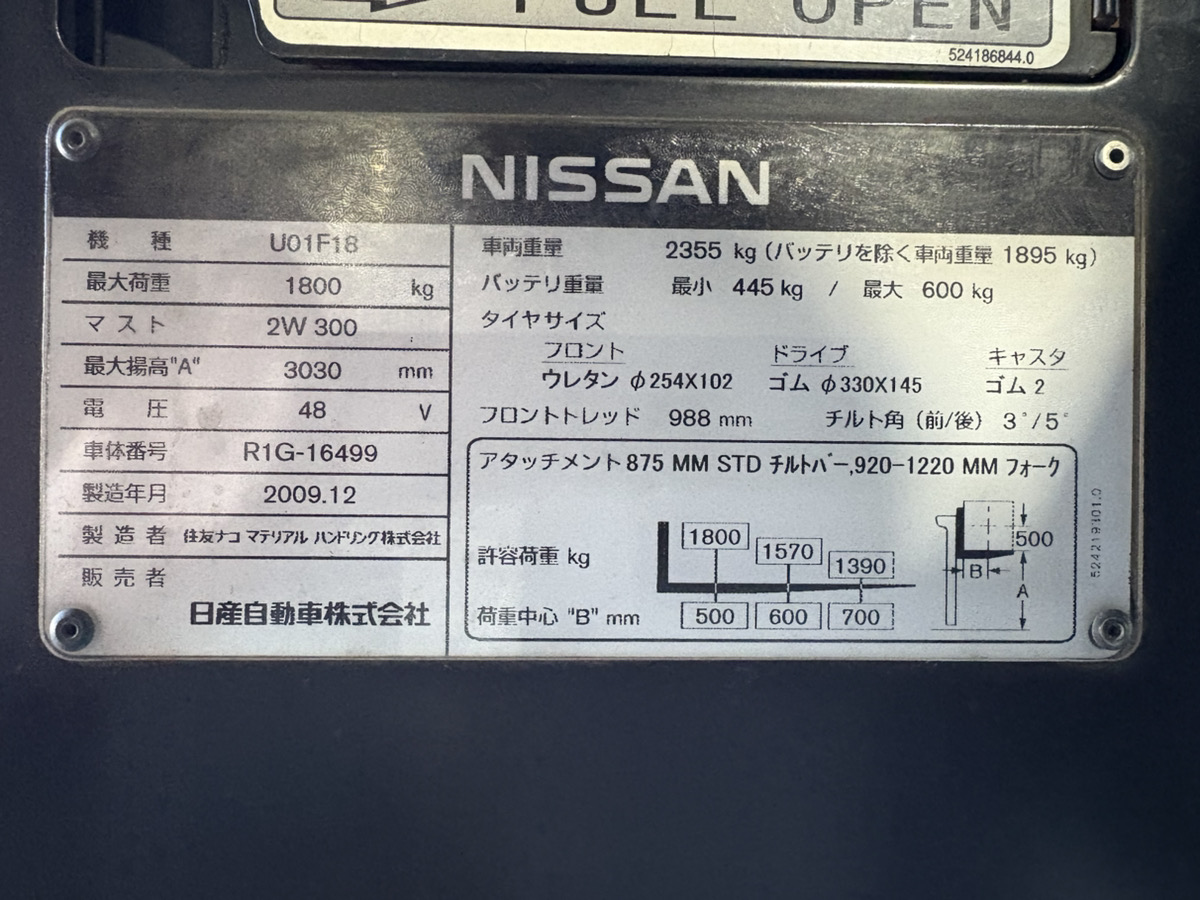 PULL OPEN
524186844.0
NISSAN
機 種 U01F18
最大荷重 1800 kg
マスト 2W 300
最大揚高"A" 3030 mm
電 圧 48 V
車体番号 R1G-16499
製造年月 2009.12
製造者 住友ナコ マテリアル ハンドリング株式会社
販売者
日産自動車株式会社
車両重量 2355 kg (バッテリを除く車両重量 1895 kg)
バッテリ重量 最小 445 kg / 最大 600 kg
タイヤサイズ
フロント ドライブ キャスタ
ウレタン φ254X102 ゴム φ330X145 ゴム 2
フロントトレッド 988 mm チルト角 (前/後) 3°/5°
アタッチメント 875 MM STD チルトバー,920-1220 MM フォーク
許容荷重 kg 1800 1570 1390
荷重中心 "B" mm 500 600 700
500
B
A